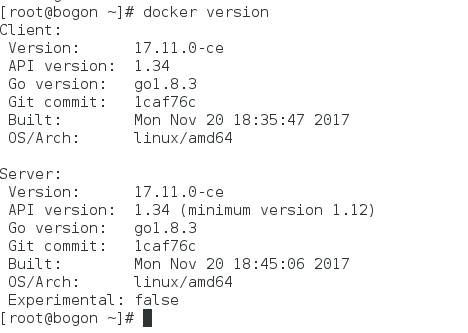 [root@bogon ~]# docker version
Client:
 Version:      17.11.0-ce
 API version:  1.34
 Go version:   go1.8.3
 Git commit:   1caf76c
 Built:        Mon Nov 20 18:35:47 2017
 OS/Arch:      linux/amd64

Server:
 Version:      17.11.0-ce
 API version:  1.34 (minimum version 1.12)
 Go version:   go1.8.3
 Git commit:   1caf76c
 Built:        Mon Nov 20 18:45:06 2017
 OS/Arch:      linux/amd64
 Experimental: false
[root@bogon ~]#